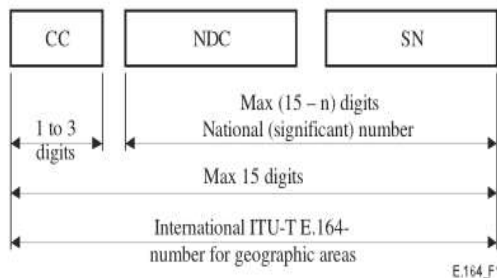 CC NDC SN
Max (15 – n) digits
1 to 3
digits
National (significant) number
Max 15 digits
International ITU-T E.164-
number for geographic areas